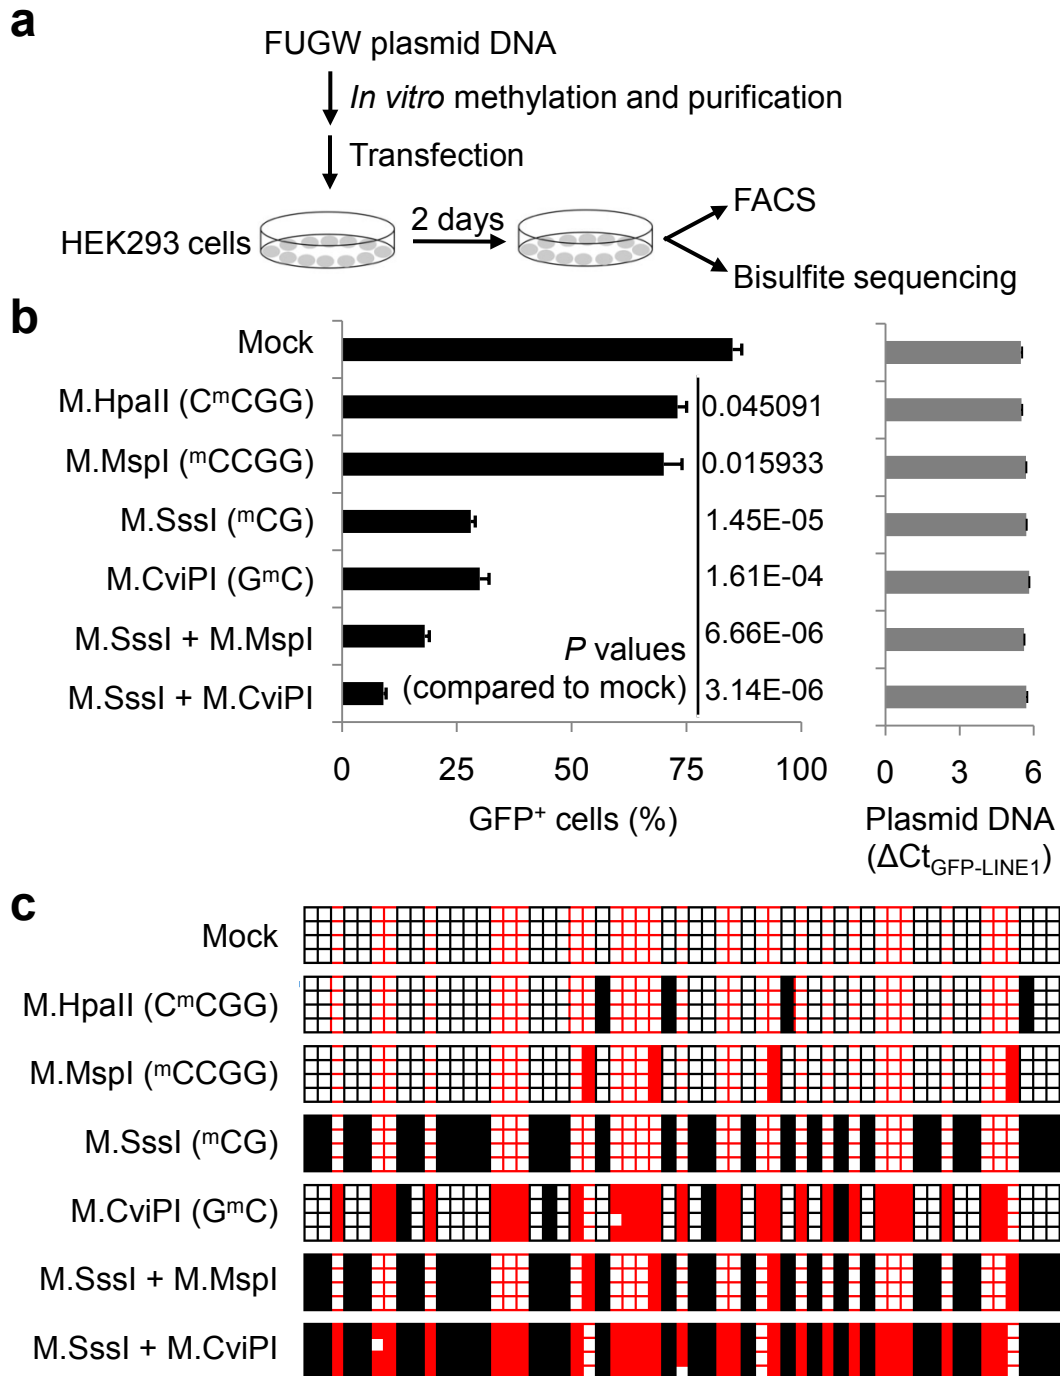 a
FUGW plasmid DNA
In vitro methylation and purification
Transfection
HEK293 cells
2 days
FACS
Bisulfite sequencing
b
Mock
M.HpaII (CᵐCGG)
0.045091
M.MspI (ᵐCCGG)
0.015933
M.SssI (ᵐCG)
1.45E-05
M.CviPI (GᵐC)
1.61E-04
M.SssI + M.MspI
6.66E-06
M.SssI + M.CviPI
3.14E-06
P values
(compared to mock)
0 25 50 75 100
GFP⁺ cells (%)
0 3 6
Plasmid DNA
(ΔCtGFP-LINE1)
c
Mock
M.HpaII (CᵐCGG)
M.MspI (ᵐCCGG)
M.SssI (ᵐCG)
M.CviPI (GᵐC)
M.SssI + M.MspI
M.SssI + M.CviPI